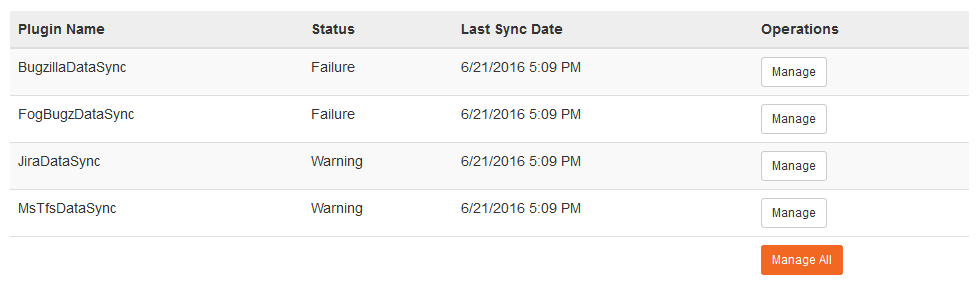 Plugin Name Status Last Sync Date Operations
BugzillaDataSync Failure 6/21/2016 5:09 PM Manage
FogBugzDataSync Failure 6/21/2016 5:09 PM Manage
JiraDataSync Warning 6/21/2016 5:09 PM Manage
MsTfsDataSync Warning 6/21/2016 5:09 PM Manage
Manage All